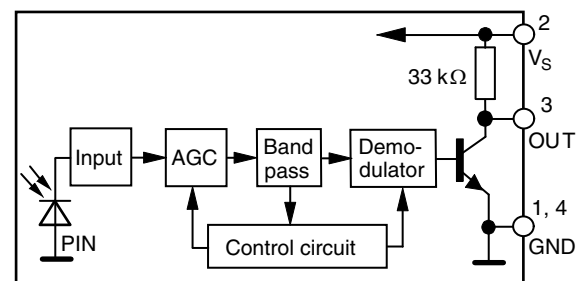 2
V_S
33 kΩ
3
OUT
Input
AGC
Band
pass
Demo-
dulator
1, 4
GND
PIN
Control circuit